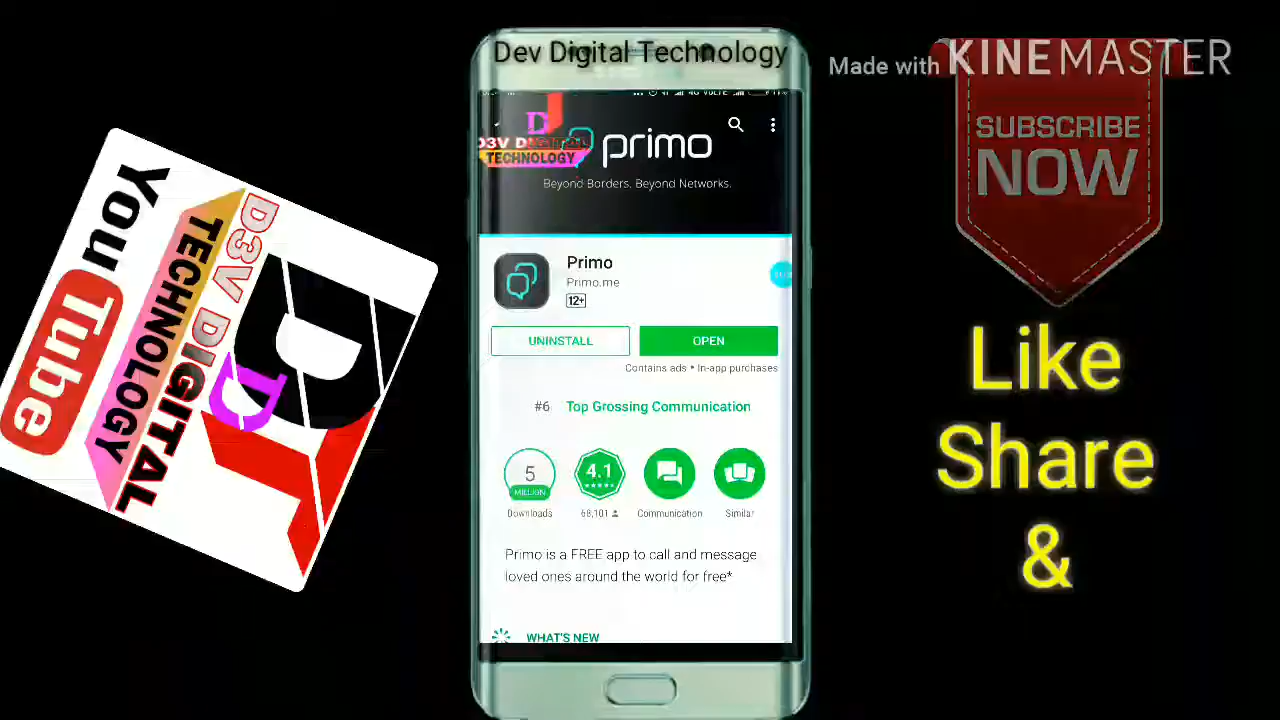 Dev Digital Technology
Made with KINEMASTER
SUBSCRIBE
NOW
Like
Share
&
You Tube
D3V DIGITAL
TECHNOLOGY
D
D3V DIGITAL
TECHNOLOGY
primo
Beyond Borders. Beyond Networks.
Primo
Primo.me
12+
UNINSTALL
OPEN
Contains ads • In-app purchases
#6 Top Grossing Communication
5
MILLION
Downloads
4.1
68,101
Communication
Similar
Primo is a FREE app to call and message
loved ones around the world for free*
WHAT'S NEW